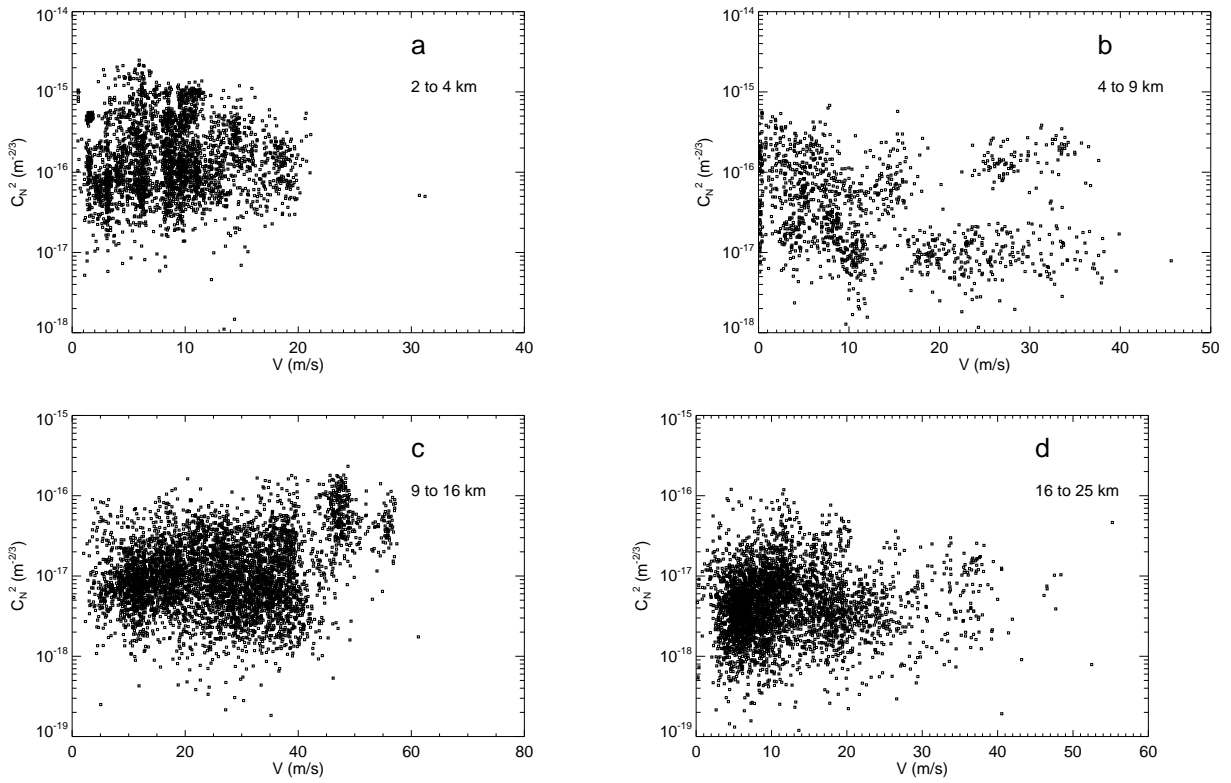 a
2 to 4 km
10^-14
10^-15
10^-16
10^-17
10^-18
C_N^2 (m^-2/3)
0 10 20 30 40
V (m/s)
b
4 to 9 km
10^-14
10^-15
10^-16
10^-17
10^-18
C_N^2 (m^-2/3)
0 10 20 30 40 50
V (m/s)
c
9 to 16 km
10^-15
10^-16
10^-17
10^-18
10^-19
C_N^2 (m^-2/3)
0 20 40 60 80
V (m/s)
d
16 to 25 km
10^-15
10^-16
10^-17
10^-18
10^-19
C_N^2 (m^-2/3)
0 10 20 30 40 50 60
V (m/s)